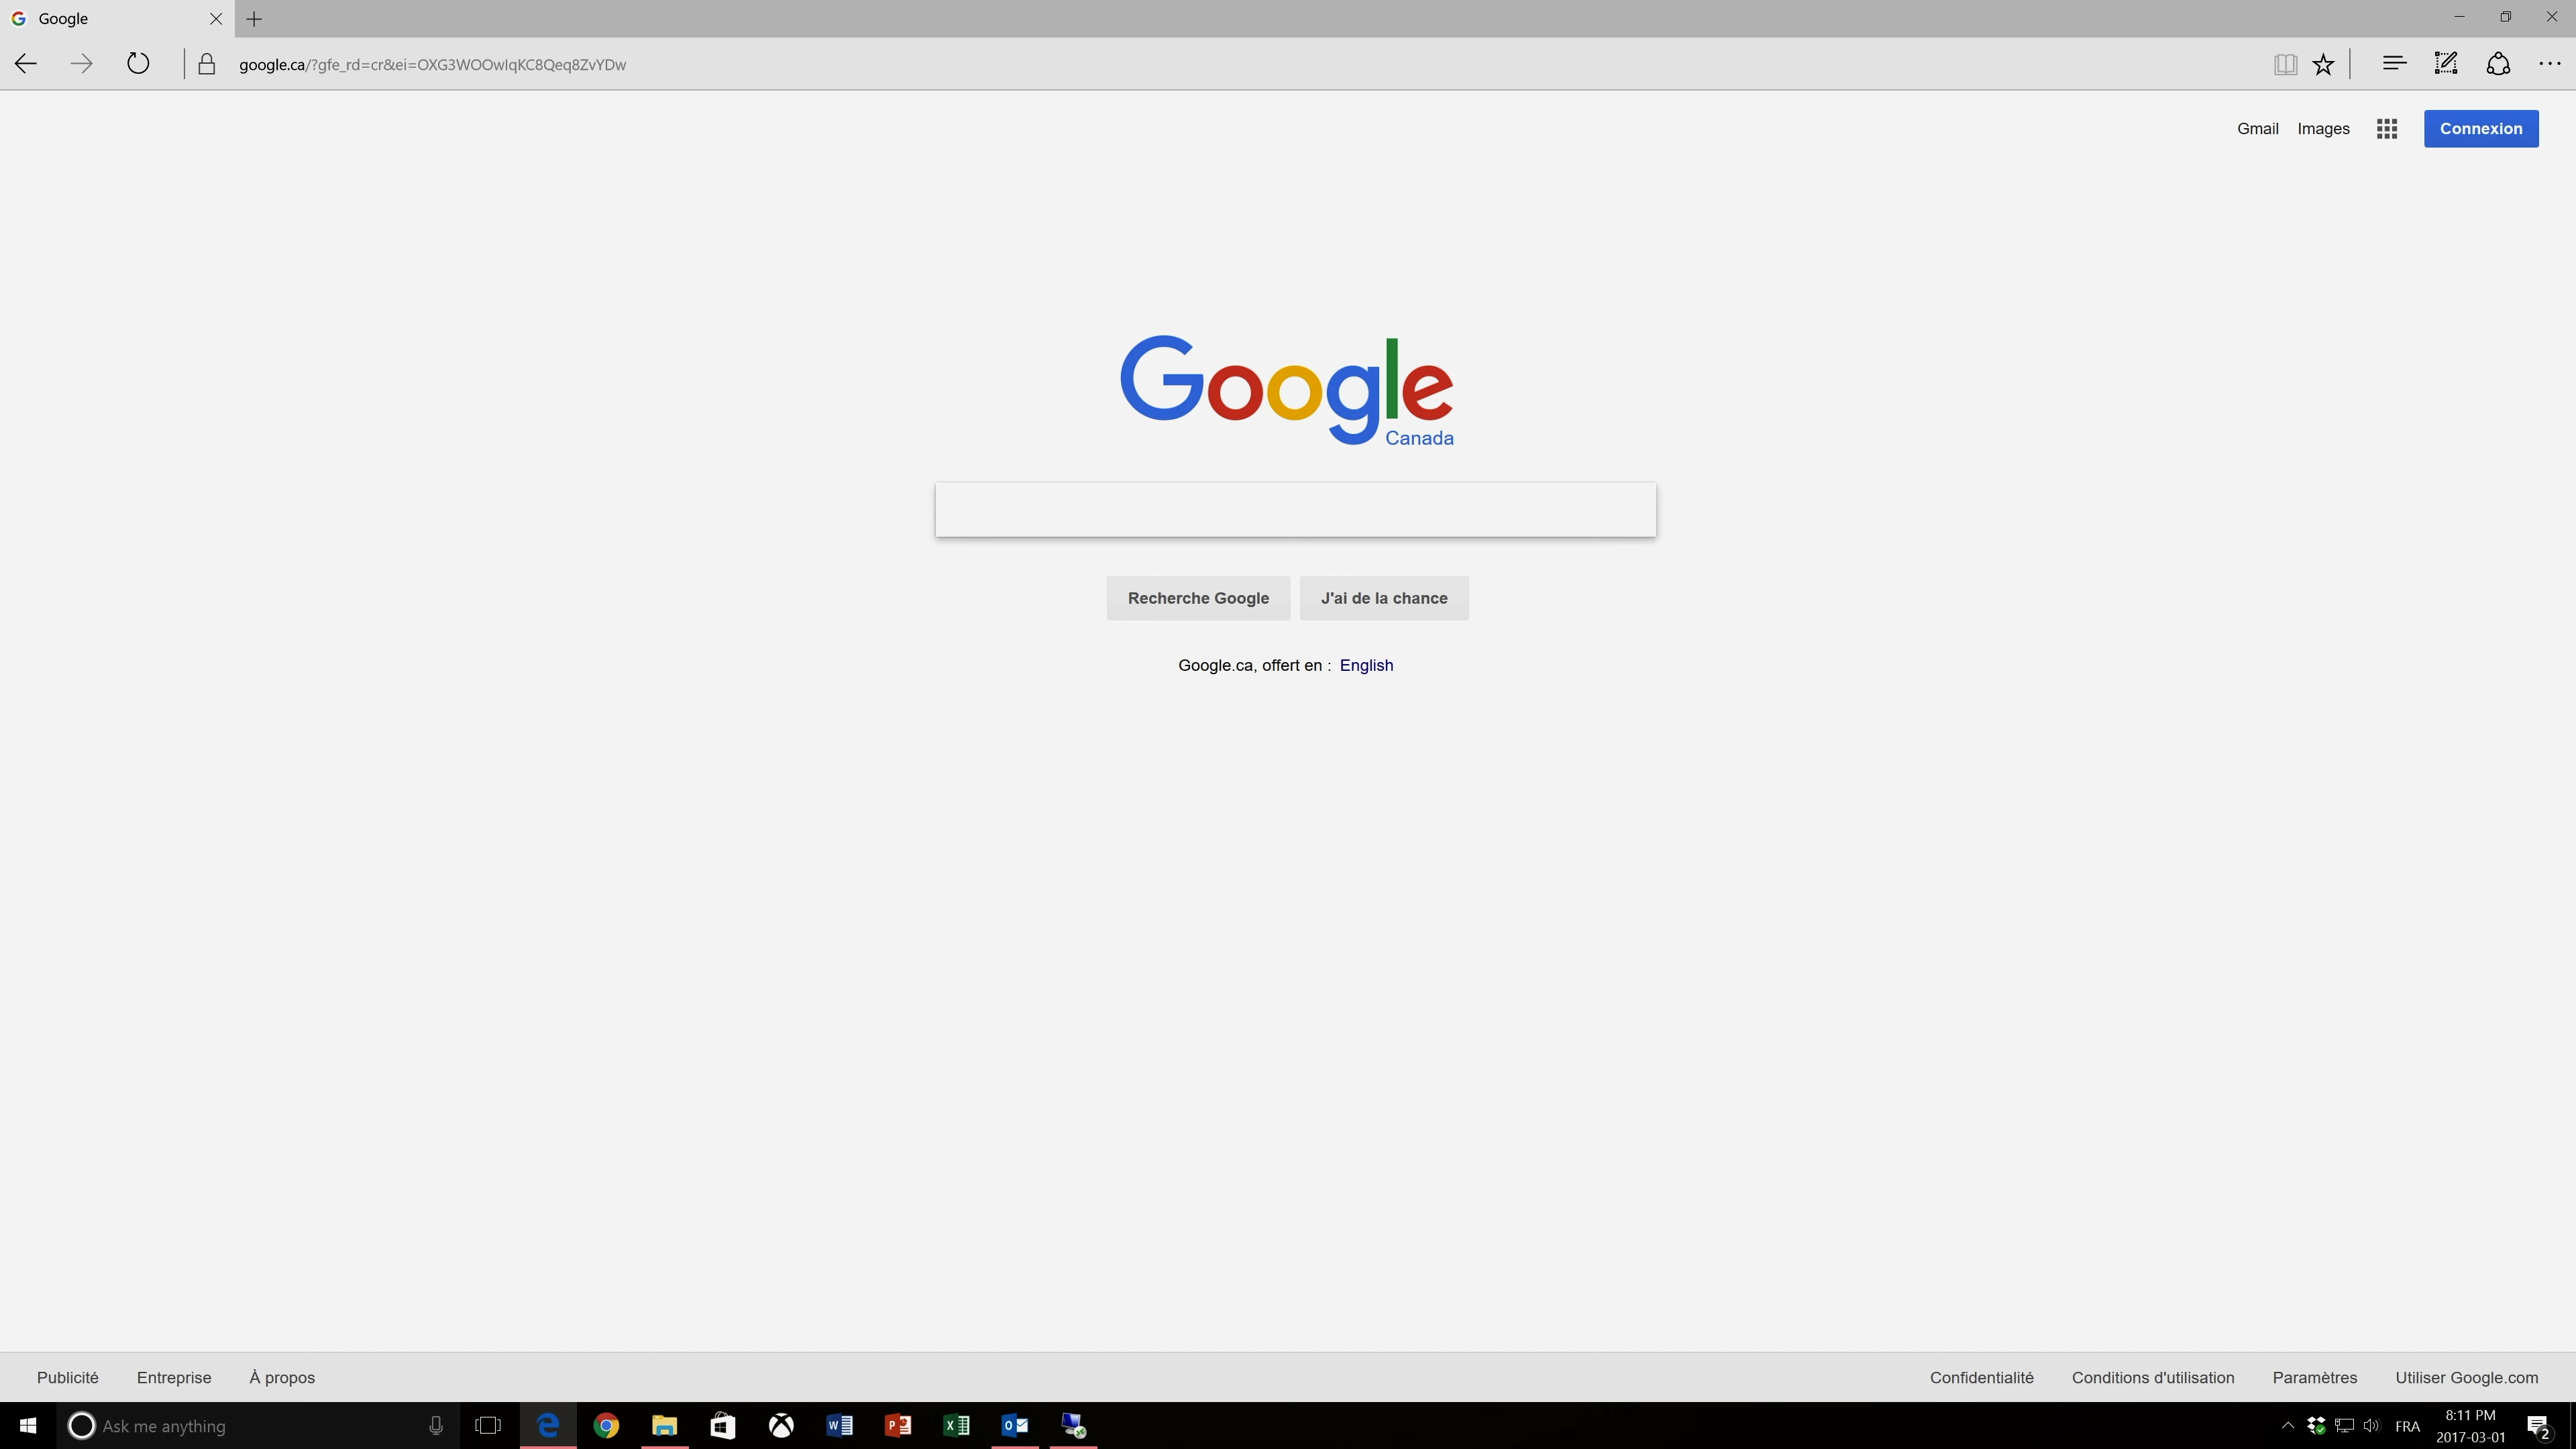 Google
google.ca/?gfe_rd=cr&ei=OXG3WOOwIqKC8Qeq8ZvYDw
Gmail Images Connexion
Google
Canada
Recherche Google J'ai de la chance
Google.ca, offert en : English
Publicité Entreprise À propos Confidentialité Conditions d'utilisation Paramètres Utiliser Google.com
Ask me anything FRA 8:11 PM
2017-03-01 2